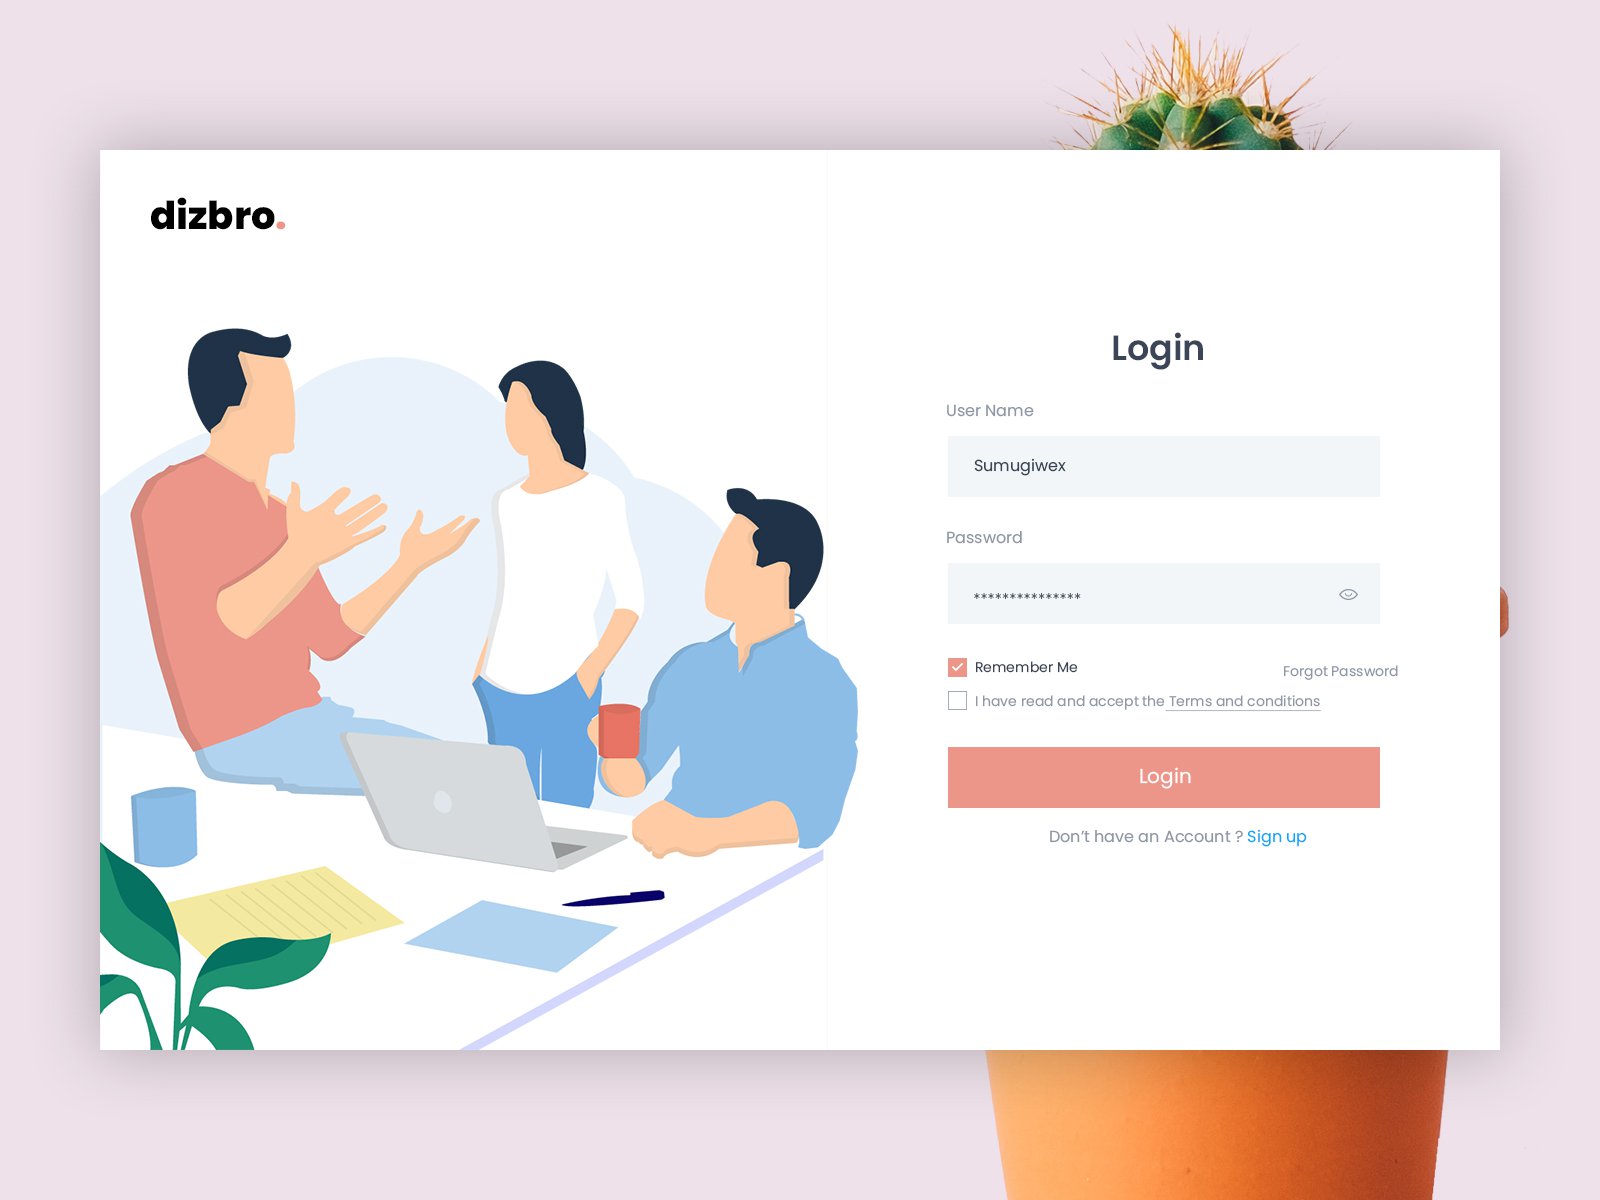 dizbro.
Login
User Name
Sumugiwex
Password
***************
Remember Me
Forgot Password
I have read and accept the Terms and conditions
Login
Don’t have an Account ? Sign up